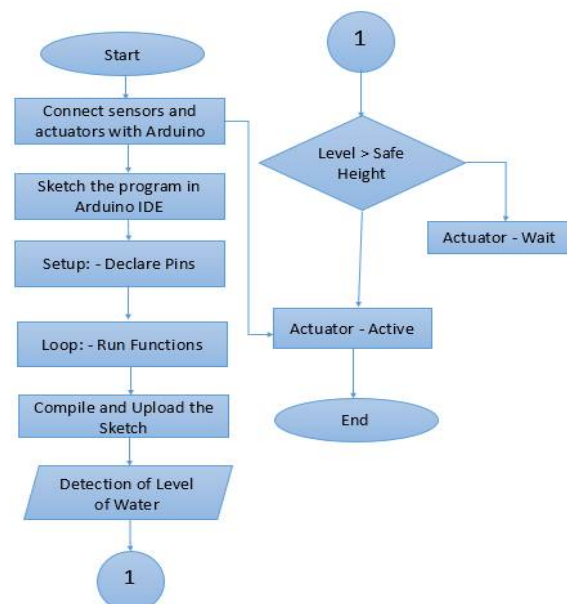 Start
Connect sensors and
actuators with Arduino
Sketch the program in
Arduino IDE
Setup: - Declare Pins
Loop: - Run Functions
Compile and Upload the
Sketch
Detection of Level
of Water
1
1
Level > Safe
Height
Actuator - Wait
Actuator - Active
End